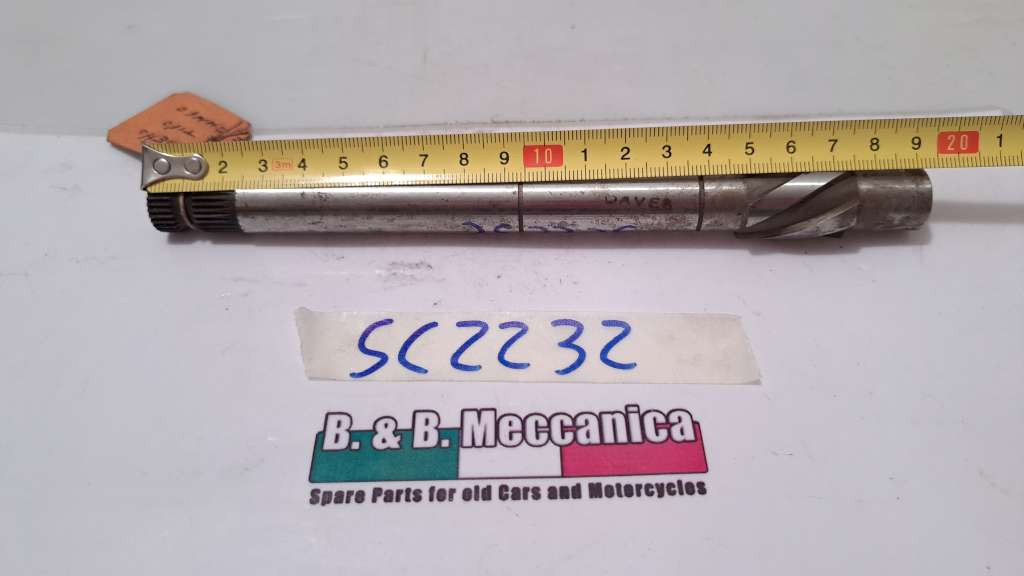 2 3 3m 4 5 6 7 8 9 10 1 2 3 4 5 6 7 8 9 20 1
DAVES
SC2232
B. & B. Meccanica
Spare Parts for old Cars and Motorcycles